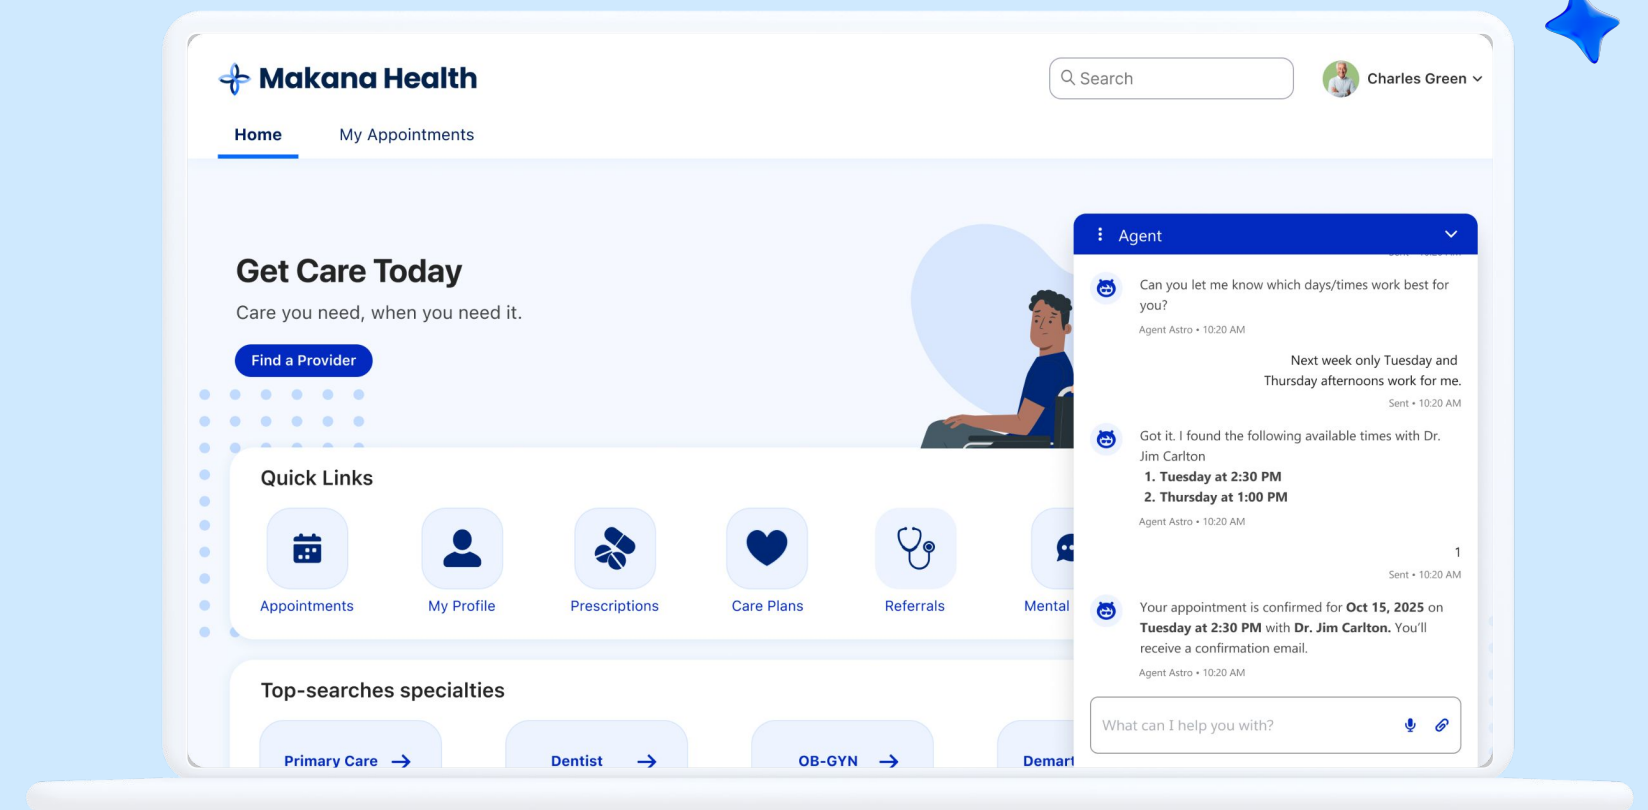 Makana Health
Search
Charles Green
Home
My Appointments
Get Care Today
Care you need, when you need it.
Find a Provider
Quick Links
Appointments
My Profile
Prescriptions
Care Plans
Referrals
Mental
Top-searches specialties
Primary Care
Dentist
OB-GYN
Agent
Can you let me know which days/times work best for
you?
Agent Astro • 10:20 AM
Next week only Tuesday and
Thursday afternoons work for me.
Sent • 10:20 AM
Got it. I found the following available times with Dr.
Jim Carlton
1. Tuesday at 2:30 PM
2. Thursday at 1:00 PM
Agent Astro • 10:20 AM
1
Sent • 10:20 AM
Your appointment is confirmed for Oct 15, 2025 on
Tuesday at 2:30 PM with Dr. Jim Carlton. You’ll
receive a confirmation email.
Agent Astro • 10:20 AM
What can I help you with?